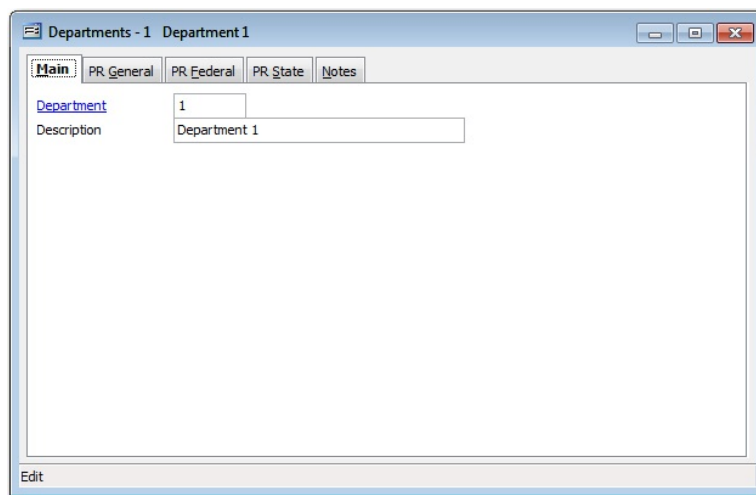 Departments - 1   Department 1
Main PR General PR Federal PR State Notes
Department 1
Description Department 1
Edit